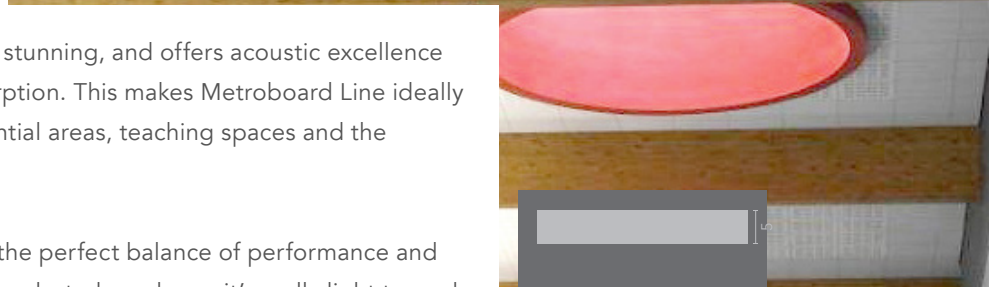 stunning, and offers acoustic excellence
rption. This makes Metroboard Line ideally
ntial areas, teaching spaces and the
the perfect balance of performance and
5